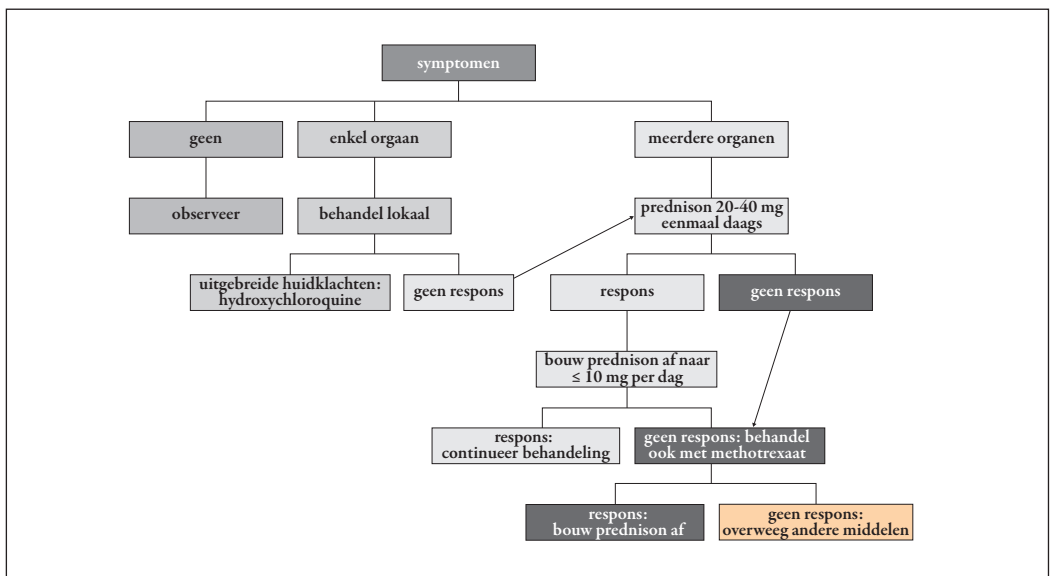 symptomen
geen
enkel orgaan
meerdere organen
observeer
behandel lokaal
prednison 20-40 mg
eenmaal daags
uitgebreide huidklachten:
hydroxychloroquine
geen respons
respons
geen respons
bouw prednison af naar
≤ 10 mg per dag
respons:
continueer behandeling
geen respons: behandel
ook met methotrexaat
respons:
bouw prednison af
geen respons:
overweeg andere middelen